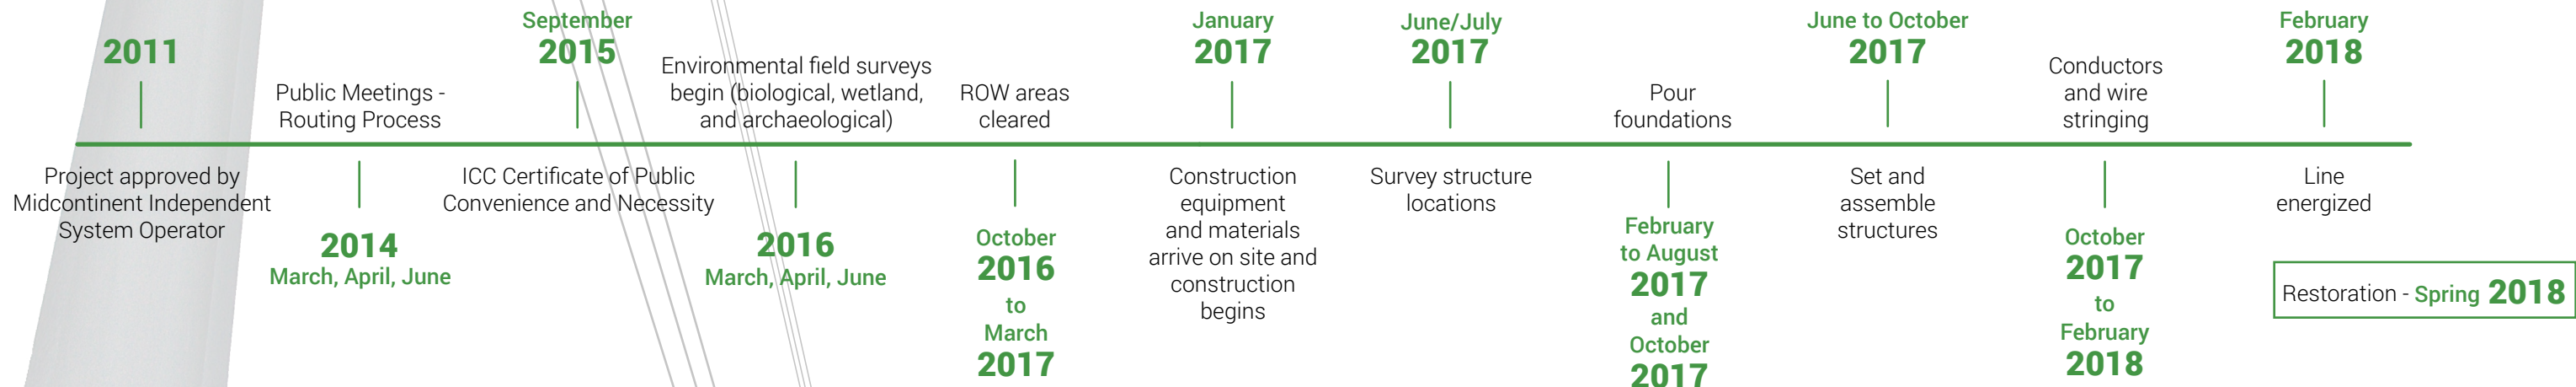 2011
Project approved by
Midcontinent Independent
System Operator
Public Meetings -
Routing Process
2014
March, April, June
September
2015
ICC Certificate of Public
Convenience and Necessity
Environmental field surveys
begin (biological, wetland,
and archaeological)
2016
March, April, June
ROW areas
cleared
October
2016
to
March
2017
January
2017
Construction
equipment
and materials
arrive on site and
construction
begins
June/July
2017
Survey structure
locations
Pour
foundations
February
to August
2017
and
October
2017
June to October
2017
Set and
assemble
structures
Conductors
and wire
stringing
October
2017
to
February
2018
February
2018
Line
energized
Restoration - Spring 2018